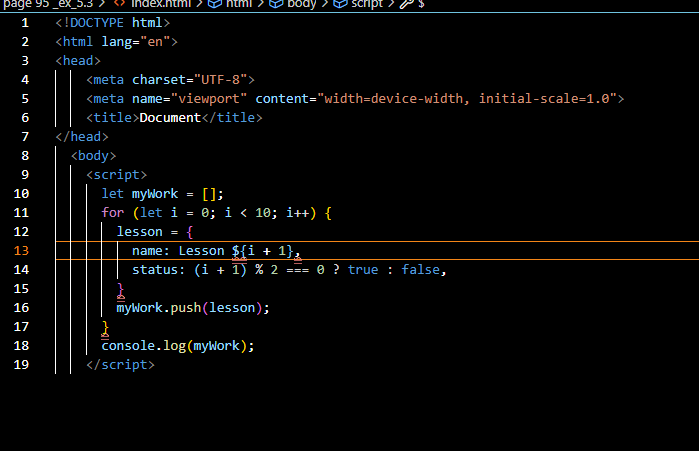 page 95 _ex_5.3 > index.html > html > body > script > $
1 <!DOCTYPE html>
2 <html lang="en">
3 <head>
4 <meta charset="UTF-8">
5 <meta name="viewport" content="width=device-width, initial-scale=1.0">
6 <title>Document</title>
7 </head>
8 <body>
9 <script>
10 let myWork = [];
11 for (let i = 0; i < 10; i++) {
12 lesson = {
13 name: Lesson ${i + 1},
14 status: (i + 1) % 2 === 0 ? true : false,
15 }
16 myWork.push(lesson);
17 }
18 console.log(myWork);
19 </script>